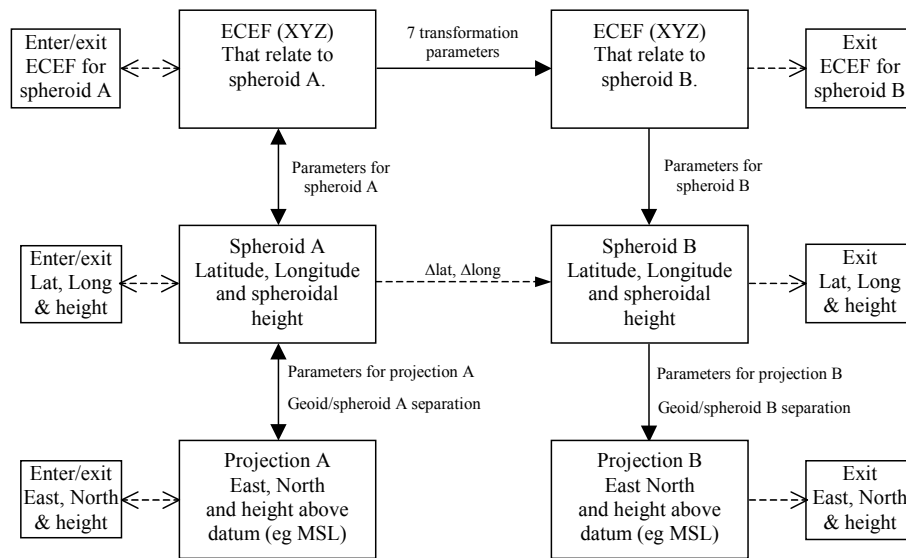 Enter/exit
ECEF for
spheroid A
ECEF (XYZ)
That relate to
spheroid A.
7 transformation
parameters
ECEF (XYZ)
That relate to
spheroid B.
Exit
ECEF for
spheroid B
Parameters for
spheroid A
Parameters for
spheroid B
Enter/exit
Lat, Long
& height
Spheroid A
Latitude, Longitude
and spheroidal
height
Δlat, Δlong
Spheroid B
Latitude, Longitude
and spheroidal
height
Exit
Lat, Long
& height
Parameters for projection A
Geoid/spheroid A separation
Parameters for projection B
Geoid/spheroid B separation
Enter/exit
East, North
& height
Projection A
East, North
and height above
datum (eg MSL)
Projection B
East North
and height above
datum (eg MSL)
Exit
East, North
& height